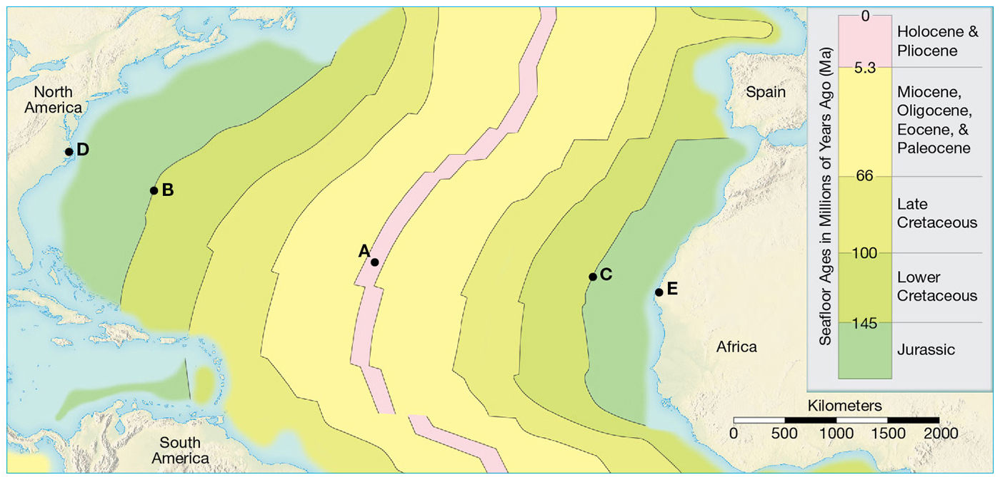 North
America
D
B
A
C
E
Spain
Africa
South
America
Seafloor Ages in Millions of Years Ago (Ma)
0
Holocene &
Pliocene
5.3
Miocene,
Oligocene,
Eocene, &
Paleocene
66
Late
Cretaceous
100
Lower
Cretaceous
145
Jurassic
Kilometers
0 500 1000 1500 2000